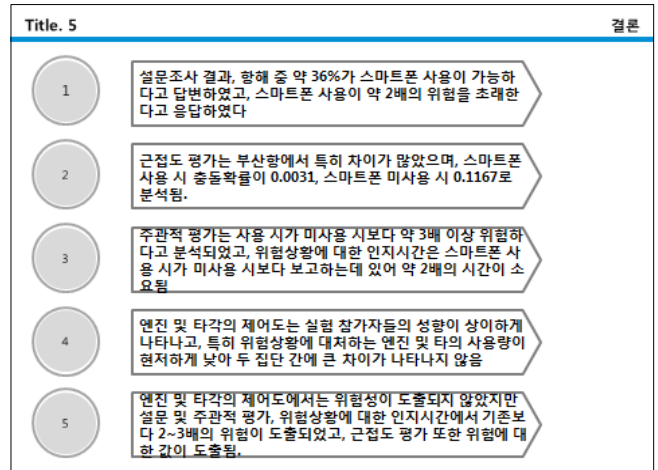 Title. 5
결론
1
설문조사 결과, 항해 중 약 36%가 스마트폰 사용이 가능하
다고 답변하였고, 스마트폰 사용이 약 2배의 위험을 초래한
다고 응답하였다
2
근접도 평가는 부산항에서 특히 차이가 많았으며, 스마트폰
사용 시 충돌확률이 0.0031, 스마트폰 미사용 시 0.1167로
분석됨.
3
주관적 평가는 사용 시가 미사용 시보다 약 3배 이상 위험하
다고 분석되었고, 위험상황에 대한 인지시간은 스마트폰 사
용 시가 미사용 시보다 보고하는데 있어 약 2배의 시간이 소
요됨
4
엔진 및 타각의 제어도는 실험 참가자들의 성향이 상이하게
나타나고, 특히 위험상황에 대처하는 엔진 및 타의 사용량이
현저하게 낮아 두 집단 간에 큰 차이가 나타나지 않음
5
엔진 및 타각의 제어도에서는 위험성이 도출되지 않았지만
설문 및 주관적 평가, 위험상황에 대한 인지시간에서 기존보
다 2~3배의 위험이 도출되었고, 근접도 평가 또한 위험에 대
한 값이 도출됨.